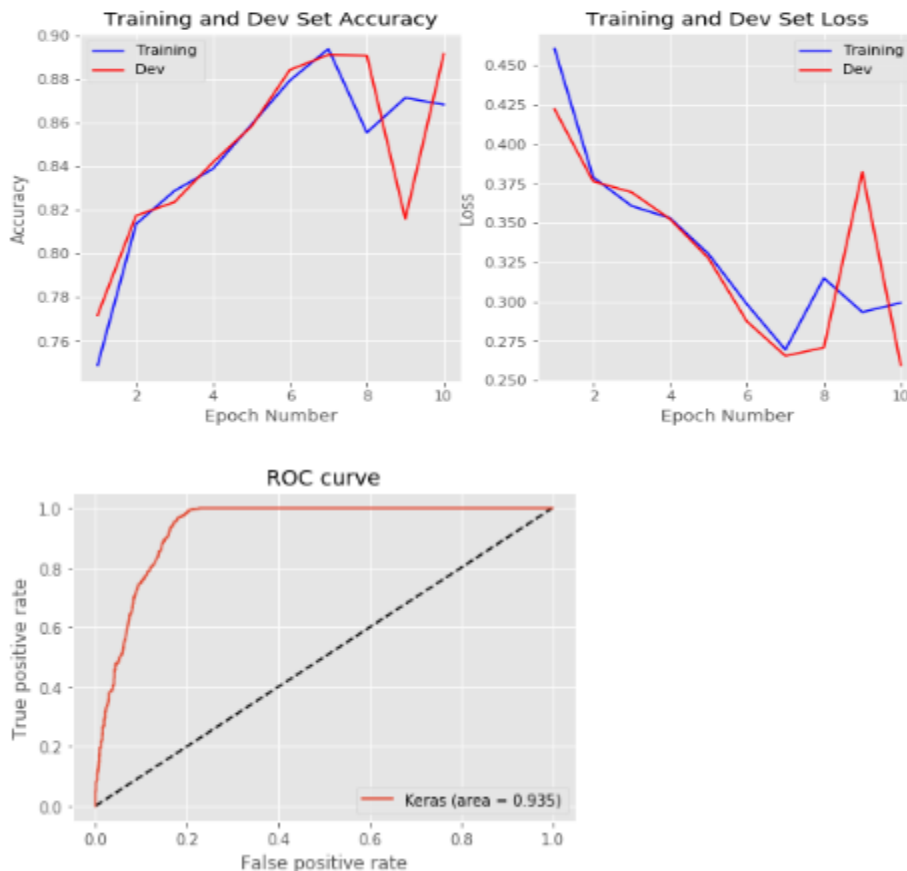 Training and Dev Set Accuracy
Training
Dev
0.90
0.88
0.86
0.84
0.82
0.80
0.78
0.76
Accuracy
2
4
6
8
10
Epoch Number
Training and Dev Set Loss
Training
Dev
0.450
0.425
0.400
0.375
0.350
0.325
0.300
0.275
0.250
Loss
2
4
6
8
10
Epoch Number
ROC curve
1.0
0.8
0.6
0.4
0.2
0.0
True positive rate
Keras (area = 0.935)
0.0
0.2
0.4
0.6
0.8
1.0
False positive rate